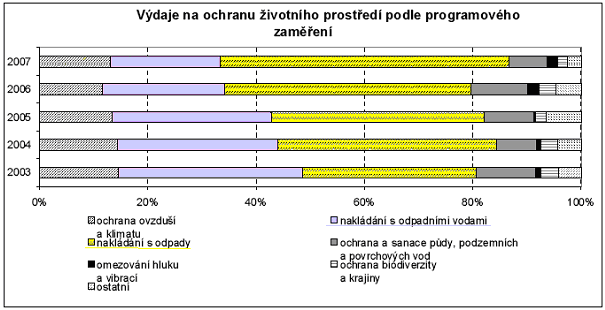 Výdaje na ochranu životního prostředí podle programového
zaměření
2007
2006
2005
2004
2003
0%
20%
40%
60%
80%
100%
ochrana ovzduší
a klimatu
nakládání s odpadními vodami
nakládání s odpady
ochrana a sanace půdy, podzemních
a povrchových vod
omezování hluku
a vibrací
ochrana biodiverzity
a krajiny
ostatní